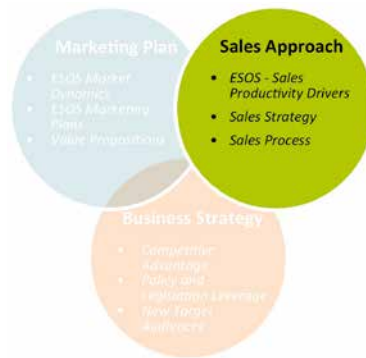 Marketing Plan
• ESOS Market
Dynamics
• ESOS Marketing
Plans
• Value Propositions
Sales Approach
• ESOS - Sales
Productivity Drivers
• Sales Strategy
• Sales Process
Business Strategy
• Competitive
Advantage
• Policy and
Legislation Leverage
• New Target
Audiences